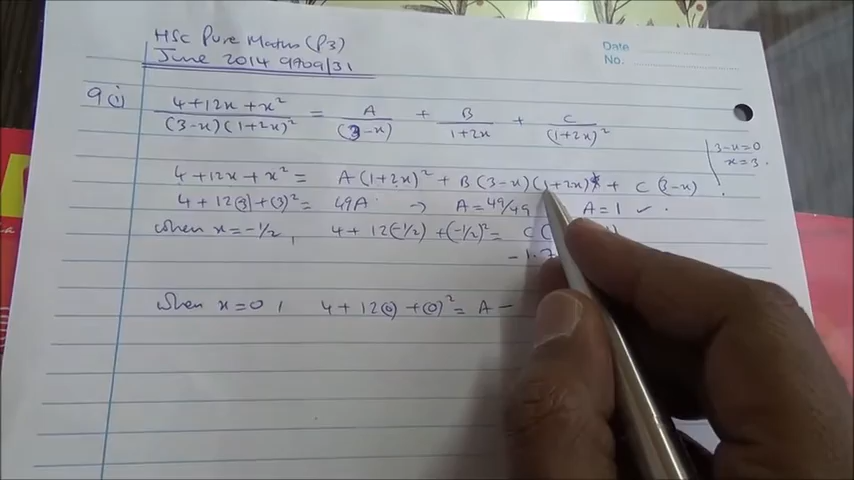 HSc Pure Maths (P3)
June 2014 9709/31
Date
No.
9 (i) (4+12x+x²)/((3-x)(1+2x)²) = A/(3-x) + B/(1+2x) + C/(1+2x)²
3-x=0
x=3.
4+12x+x² = A(1+2x)² + B(3-x)(1+2x) + C(3-x)
4+12(3)+(3)² = 49A → A=49/49 A=1 ✓.
when x=-1/2, 4+12(-1/2)+(-1/2)² = C(
-1.7
when x=0, 4+12(0)+(0)² = A-